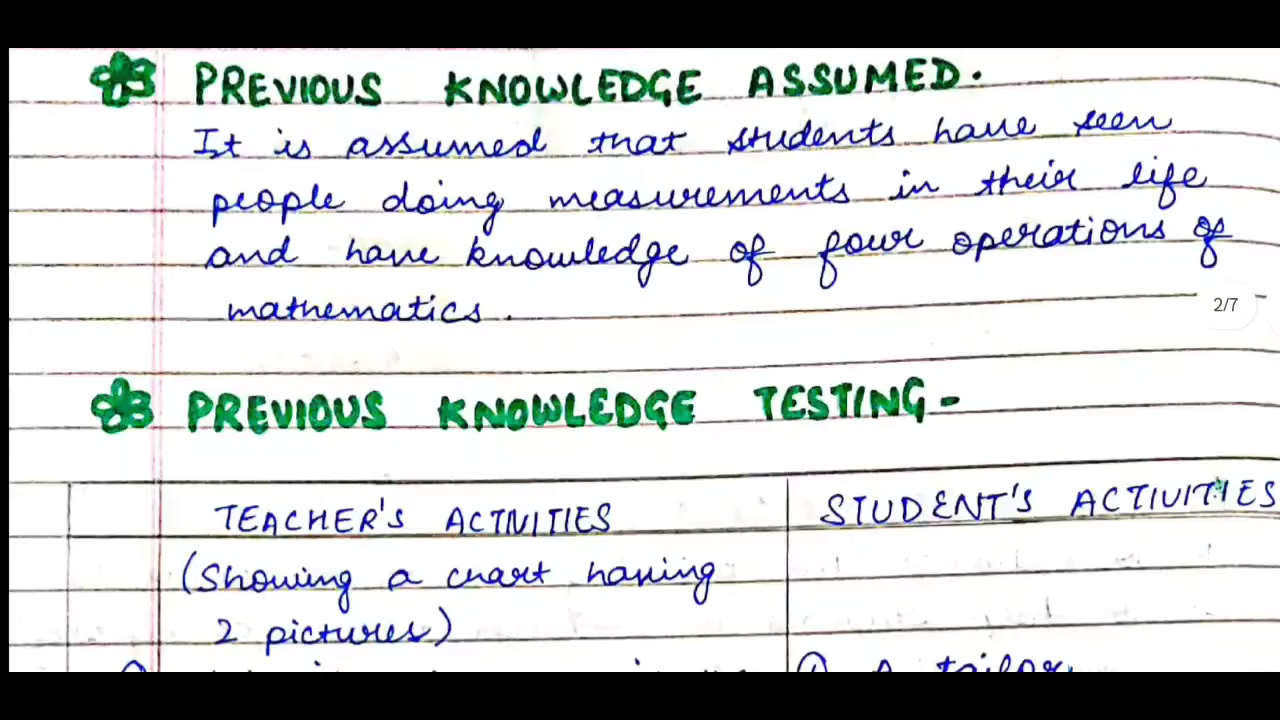 PREVIOUS KNOWLEDGE ASSUMED.
It is assumed that students have seen
people doing measurements in their life
and have knowledge of four operations of
mathematics.
2/7
PREVIOUS KNOWLEDGE TESTING-
TEACHER'S ACTIVITIES
STUDENT'S ACTIVITIES
(Showing a chart having
2 pictures)
① A tailor